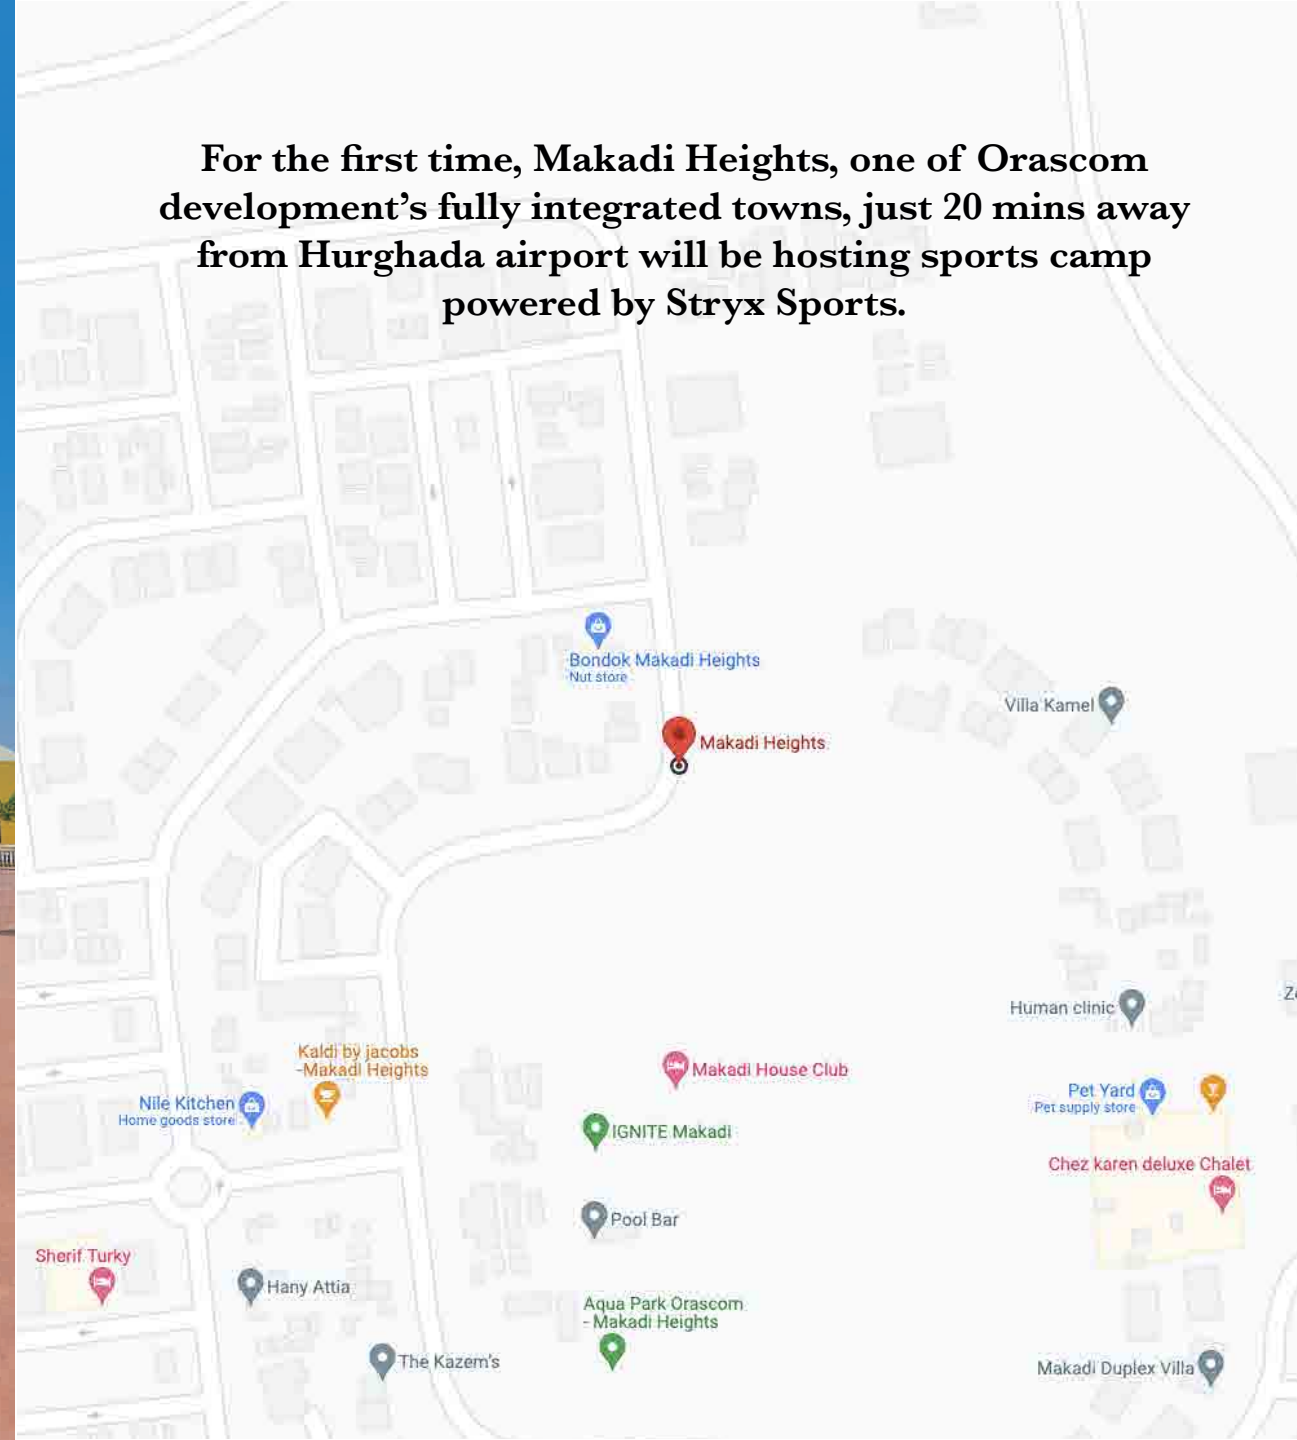 For the first time, Makadi Heights, one of Orascom
development’s fully integrated towns, just 20 mins away
from Hurghada airport will be hosting sports camp
powered by Stryx Sports.
Bondok Makadi Heights
Nut store
Villa Kamel
Makadi Heights
Human clinic
Kaldi by jacobs
-Makadi Heights
Makadi House Club
Nile Kitchen
Home goods store
Pet Yard
Pet supply store
IGNITE Makadi
Chez karen deluxe Chalet
Pool Bar
Sherif Turky
Hany Attia
Aqua Park Orascom
- Makadi Heights
The Kazem's
Makadi Duplex Villa